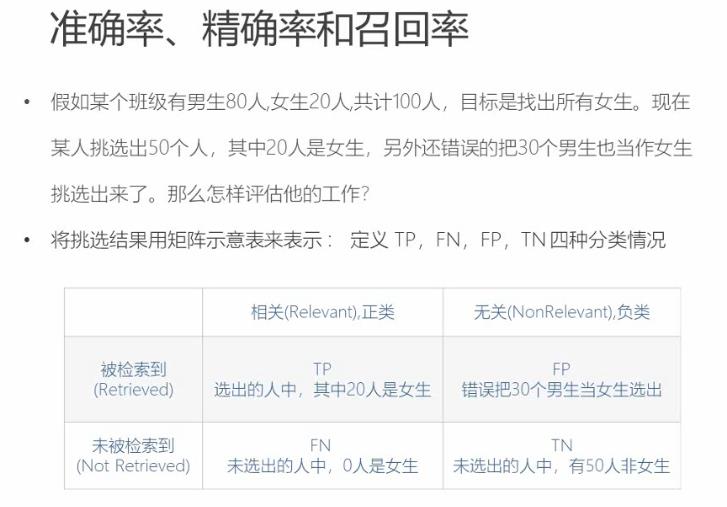 准确率、精确率和召回率
• 假如某个班级有男生80人,女生20人,共计100人，目标是找出所有女生。现在
某人挑选出50个人，其中20人是女生，另外还错误的把30个男生也当作女生
挑选出来了。那么怎样评估他的工作?
• 将挑选结果用矩阵示意表来表示： 定义 TP，FN，FP，TN 四种分类情况
相关(Relevant),正类
无关(NonRelevant),负类
被检索到
(Retrieved)
TP
选出的人中，其中20人是女生
FP
错误把30个男生当女生选出
未被检索到
(Not Retrieved)
FN
未选出的人中，0人是女生
TN
未选出的人中，有50人非女生